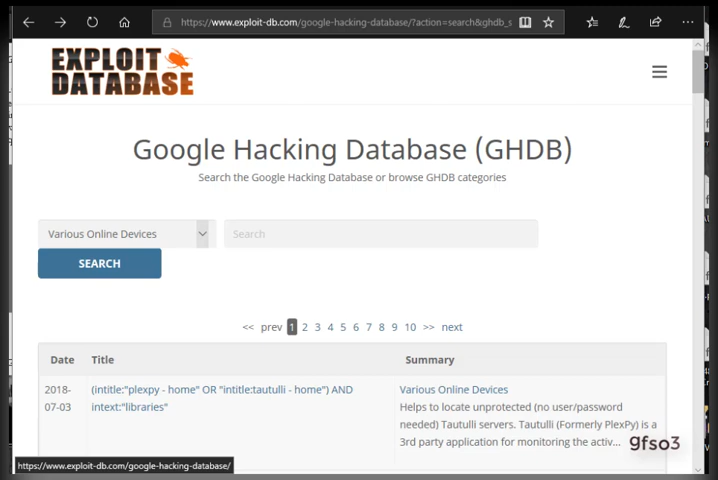 https://www.exploit-db.com/google-hacking-database/?action=search&ghdb_s
EXPLOIT
DATABASE
Google Hacking Database (GHDB)
Search the Google Hacking Database or browse GHDB categories
Various Online Devices
Search
SEARCH
<< prev 1 2 3 4 5 6 7 8 9 10 >> next
Date Title Summary
2018-
07-03
(intitle:"plexpy - home" OR "intitle:tautulli - home") AND
intext:"libraries"
Various Online Devices
Helps to locate unprotected (no user/password
needed) Tautulli servers. Tautulli (Formerly PlexPy) is a
3rd party application for monitoring the activ...
gfso3
https://www.exploit-db.com/google-hacking-database/